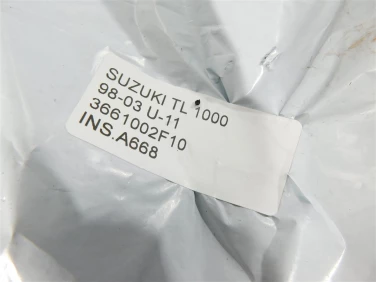 SUZUKI TL 1000
98-03 U-11
3661002F10
INS.A668